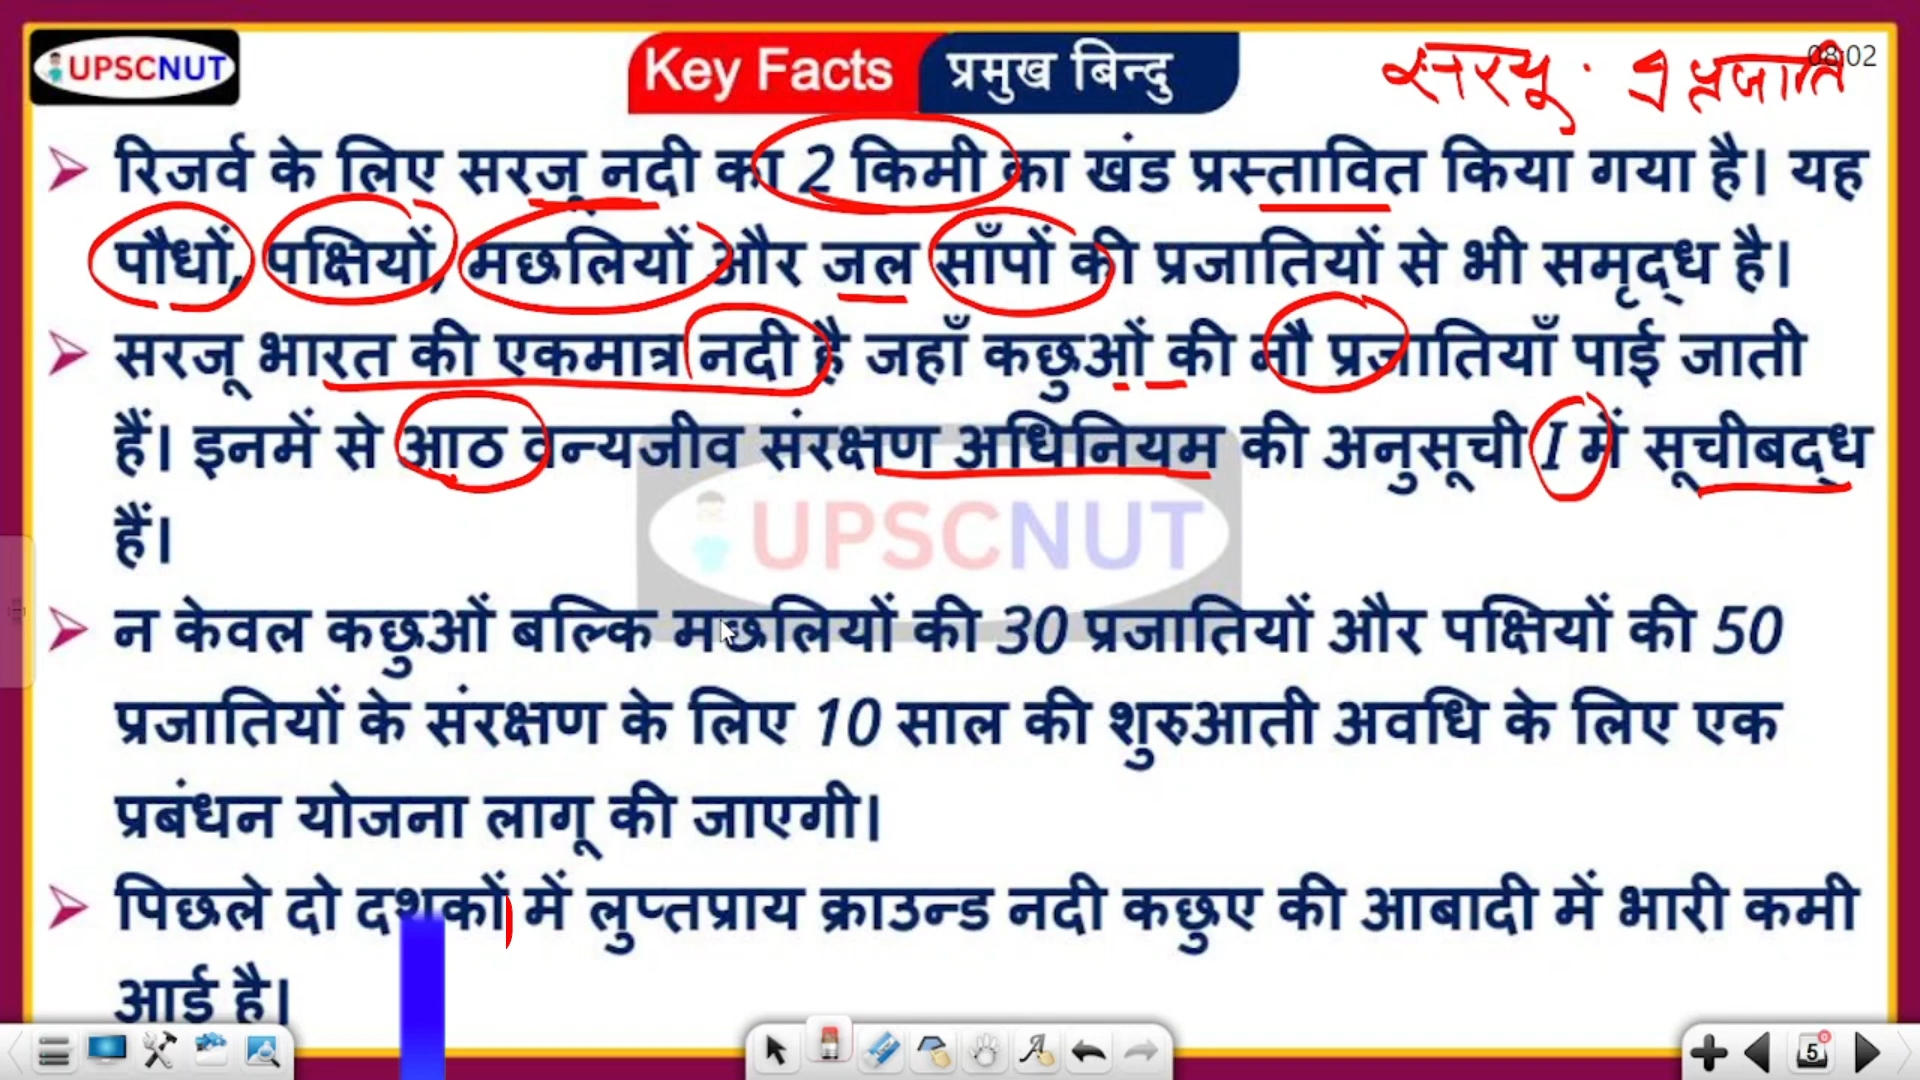 UPSCNUT
Key Facts प्रमुख बिन्दु
सरयू . 9 प्रजाति
08:02
रिजर्व के लिए सरजू नदी का 2 किमी का खंड प्रस्तावित किया गया है। यह
पौधों, पक्षियों, मछलियों और जल साँपों की प्रजातियों से भी समृद्ध है।
सरजू भारत की एकमात्र नदी है जहाँ कछुओं की नौ प्रजातियाँ पाई जाती
हैं। इनमें से आठ वन्यजीव संरक्षण अधिनियम की अनुसूची I में सूचीबद्ध
हैं।
UPSCNUT
न केवल कछुओं बल्कि मछलियों की 30 प्रजातियों और पक्षियों की 50
प्रजातियों के संरक्षण के लिए 10 साल की शुरुआती अवधि के लिए एक
प्रबंधन योजना लागू की जाएगी।
पिछले दो दशकों में लुप्तप्राय क्राउन्ड नदी कछुए की आबादी में भारी कमी
आई है।
5
0